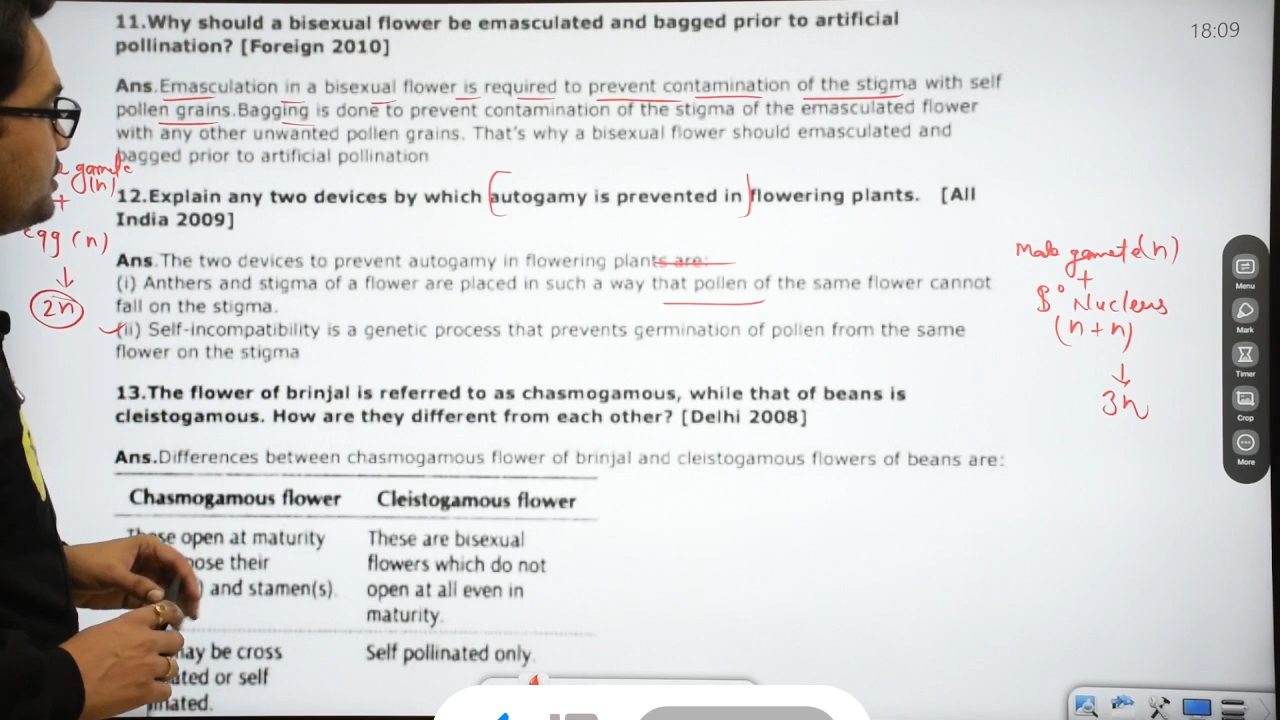 18:09
11.Why should a bisexual flower be emasculated and bagged prior to artificial
pollination? [Foreign 2010]
Ans.Emasculation in a bisexual flower is required to prevent contamination of the stigma with self
pollen grains.Bagging is done to prevent contamination of the stigma of the emasculated flower
with any other unwanted pollen grains. That's why a bisexual flower should emasculated and
bagged prior to artificial pollination
gamete
(n)
+
egg (n)
↓
2n
12.Explain any two devices by which autogamy is prevented in flowering plants. [All
India 2009]
Ans.The two devices to prevent autogamy in flowering plants are:
(i) Anthers and stigma of a flower are placed in such a way that pollen of the same flower cannot
fall on the stigma.
(ii) Self-incompatibility is a genetic process that prevents germination of pollen from the same
flower on the stigma
Male gamete(n)
+
Nucleus
(n+n)
↓
3n
13.The flower of brinjal is referred to as chasmogamous, while that of beans is
cleistogamous. How are they different from each other? [Delhi 2008]
Ans.Differences between chasmogamous flower of brinjal and cleistogamous flowers of beans are:
Chasmogamous flower Cleistogamous flower
open at maturity
their
and stamen(s).
These are bisexual
flowers which do not
open at all even in
maturity.
may be cross
or self
Self pollinated only.
Menu
Mark
Timer
Crop
More